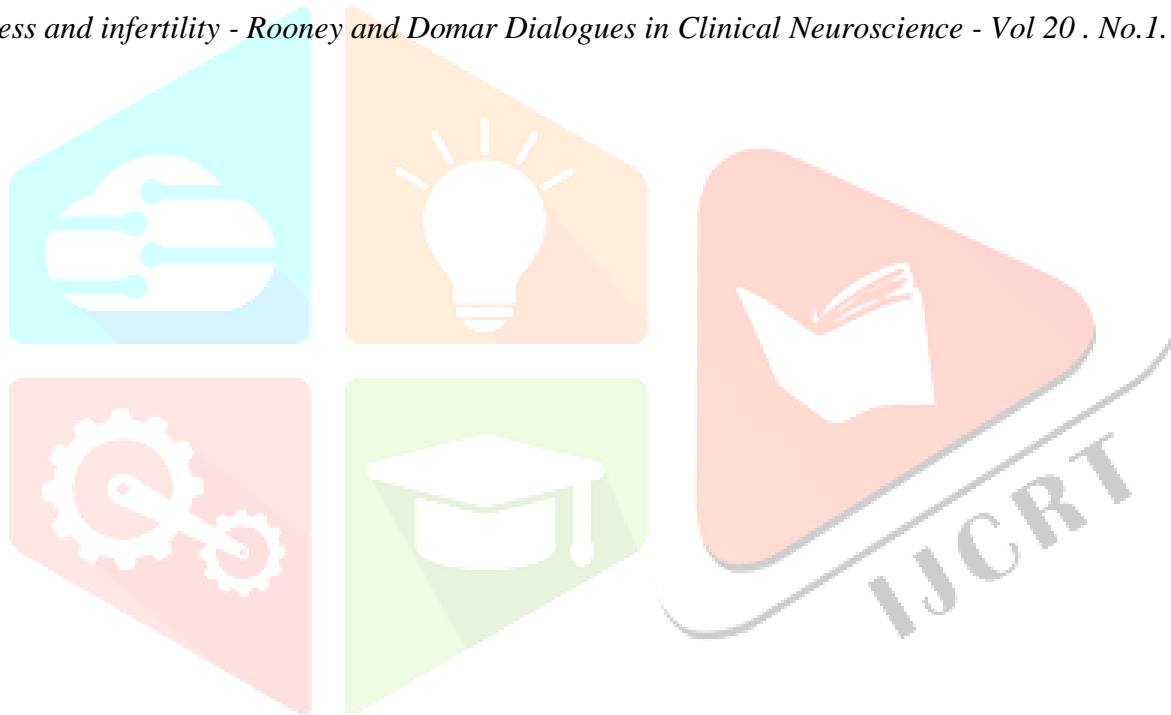 ess and infertility - Rooney and Domar Dialogues in Clinical Neuroscience - Vol 20 . No.1.
IJCRT